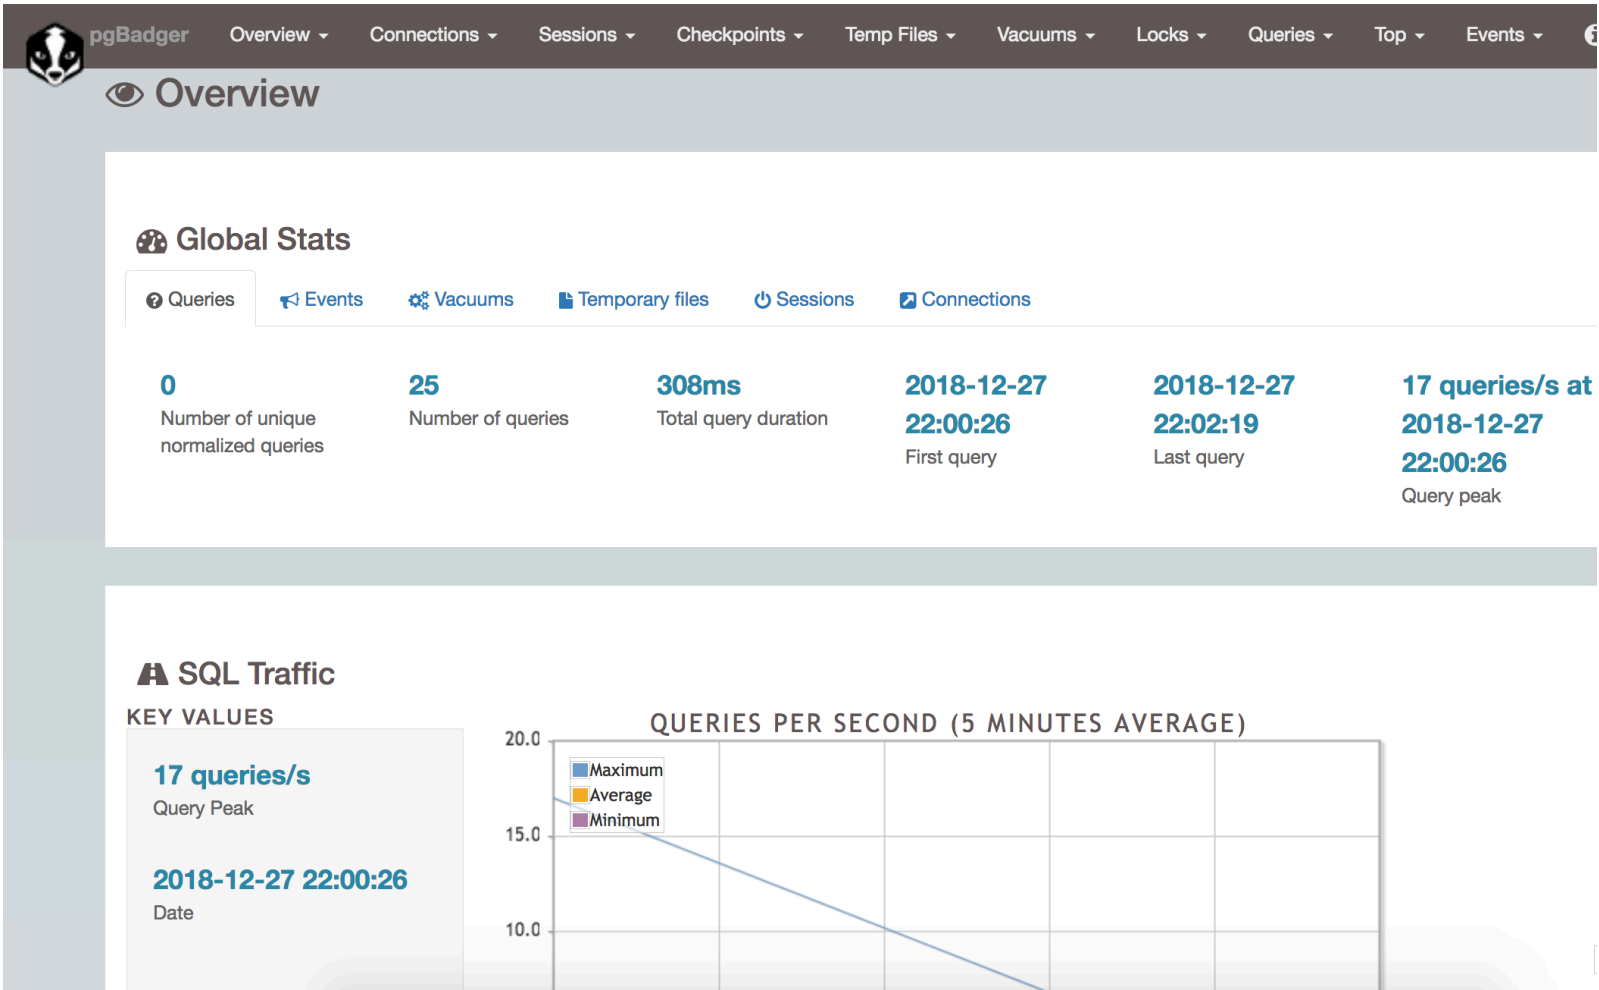 pgBadger Overview Connections Sessions Checkpoints Temp Files Vacuums Locks Queries Top Events
Overview
Global Stats
Queries Events Vacuums Temporary files Sessions Connections
0
Number of unique
normalized queries
25
Number of queries
308ms
Total query duration
2018-12-27
22:00:26
First query
2018-12-27
22:02:19
Last query
17 queries/s at
2018-12-27
22:00:26
Query peak
SQL Traffic
KEY VALUES
17 queries/s
Query Peak
2018-12-27 22:00:26
Date
QUERIES PER SECOND (5 MINUTES AVERAGE)
20.0
Maximum
Average
Minimum
15.0
10.0